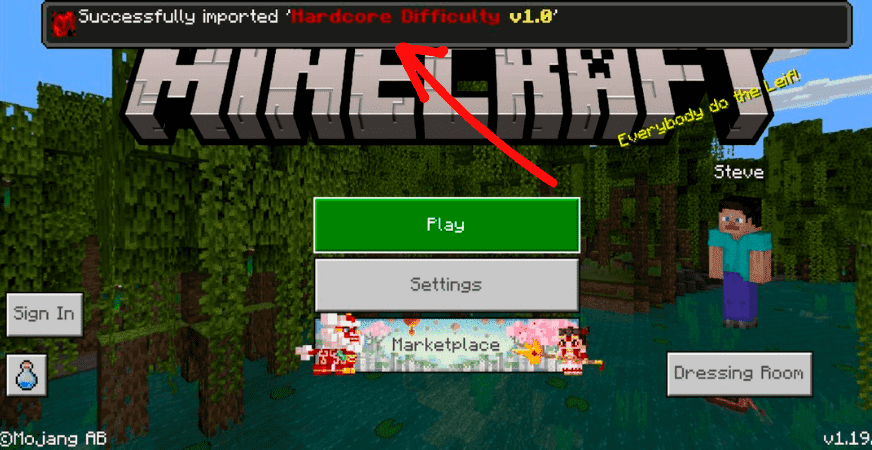 Successfully imported 'Hardcore Difficulty v1.0'
MINECRAFT
Everybody do the Leif!
Steve
Play
Settings
Sign In
Marketplace
Dressing Room
©Mojang AB
v1.19.